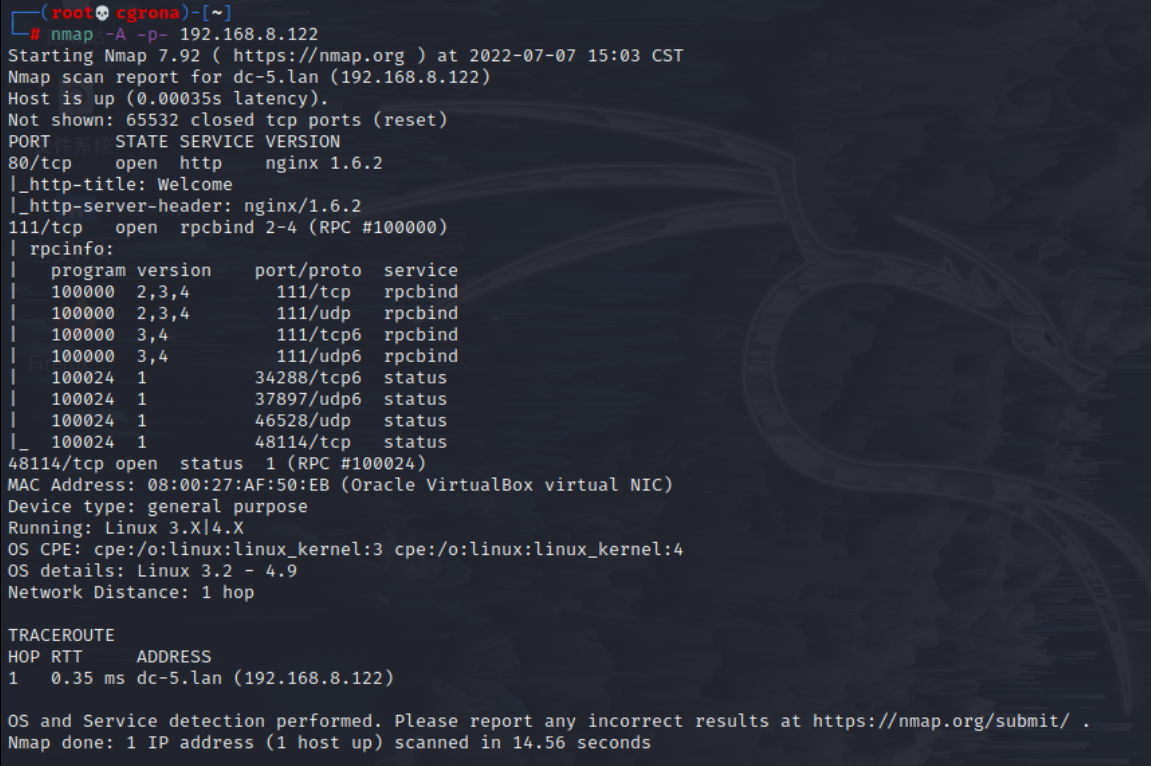 (root💀cgrona)-[~]
# nmap -A -p- 192.168.8.122
Starting Nmap 7.92 ( https://nmap.org ) at 2022-07-07 15:03 CST
Nmap scan report for dc-5.lan (192.168.8.122)
Host is up (0.00035s latency).
Not shown: 65532 closed tcp ports (reset)
PORT      STATE SERVICE VERSION
80/tcp    open  http    nginx 1.6.2
|_http-title: Welcome
|_http-server-header: nginx/1.6.2
111/tcp   open  rpcbind 2-4 (RPC #100000)
| rpcinfo:
|   program version    port/proto  service
|   100000  2,3,4        111/tcp   rpcbind
|   100000  2,3,4        111/udp   rpcbind
|   100000  3,4          111/tcp6  rpcbind
|   100000  3,4          111/udp6  rpcbind
|   100024  1          34288/tcp6  status
|   100024  1          37897/udp6  status
|   100024  1          46528/udp   status
|_  100024  1          48114/tcp   status
48114/tcp open  status  1 (RPC #100024)
MAC Address: 08:00:27:AF:50:EB (Oracle VirtualBox virtual NIC)
Device type: general purpose
Running: Linux 3.X|4.X
OS CPE: cpe:/o:linux:linux_kernel:3 cpe:/o:linux:linux_kernel:4
OS details: Linux 3.2 - 4.9
Network Distance: 1 hop
TRACEROUTE
HOP RTT     ADDRESS
1   0.35 ms dc-5.lan (192.168.8.122)
OS and Service detection performed. Please report any incorrect results at https://nmap.org/submit/ .
Nmap done: 1 IP address (1 host up) scanned in 14.56 seconds